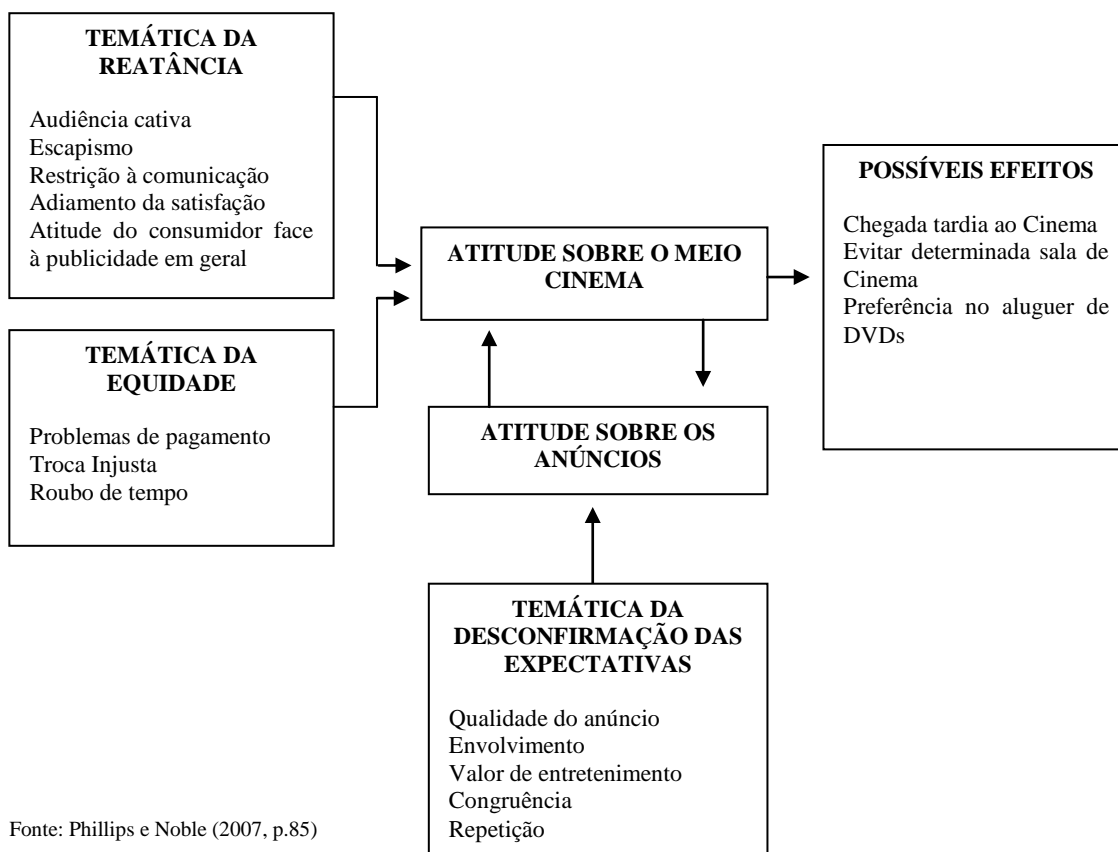 TEMÁTICA DA
REATÂNCIA
Audiência cativa
Escapismo
Restrição à comunicação
Adiamento da satisfação
Atitude do consumidor face
à publicidade em geral
TEMÁTICA DA
EQUIDADE
Problemas de pagamento
Troca Injusta
Roubo de tempo
ATITUDE SOBRE O MEIO
CINEMA
ATITUDE SOBRE OS
ANÚNCIOS
TEMÁTICA DA
DESCONFIRMAÇÃO DAS
EXPECTATIVAS
Qualidade do anúncio
Envolvimento
Valor de entretenimento
Congruência
Repetição
POSSÍVEIS EFEITOS
Chegada tardia ao Cinema
Evitar determinada sala de
Cinema
Preferência no aluguer de
DVDs
Fonte: Phillips e Noble (2007, p.85)